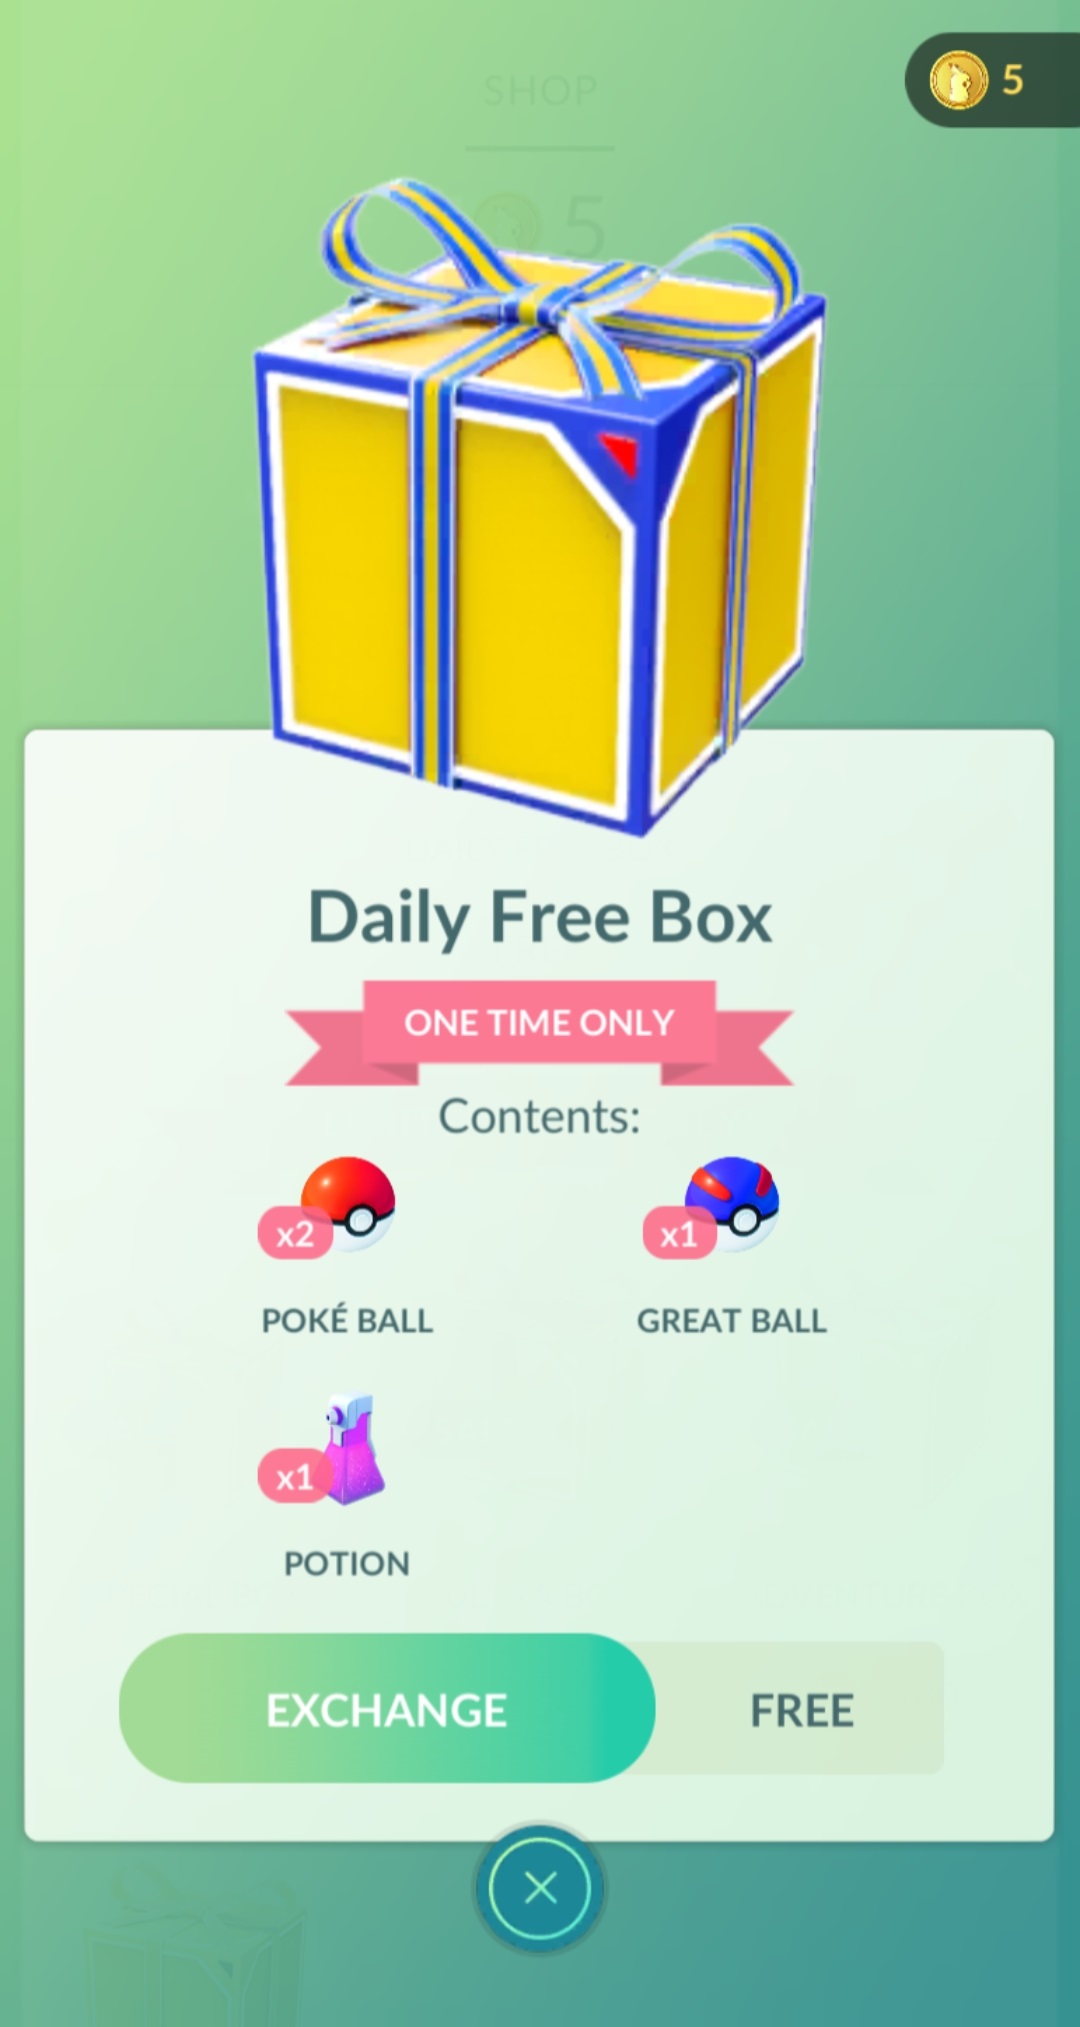 5
SHOP
5
Daily Free Box
ONE TIME ONLY
Contents:
x2
x1
POKÉ BALL
GREAT BALL
x1
POTION
EXCHANGE
FREE